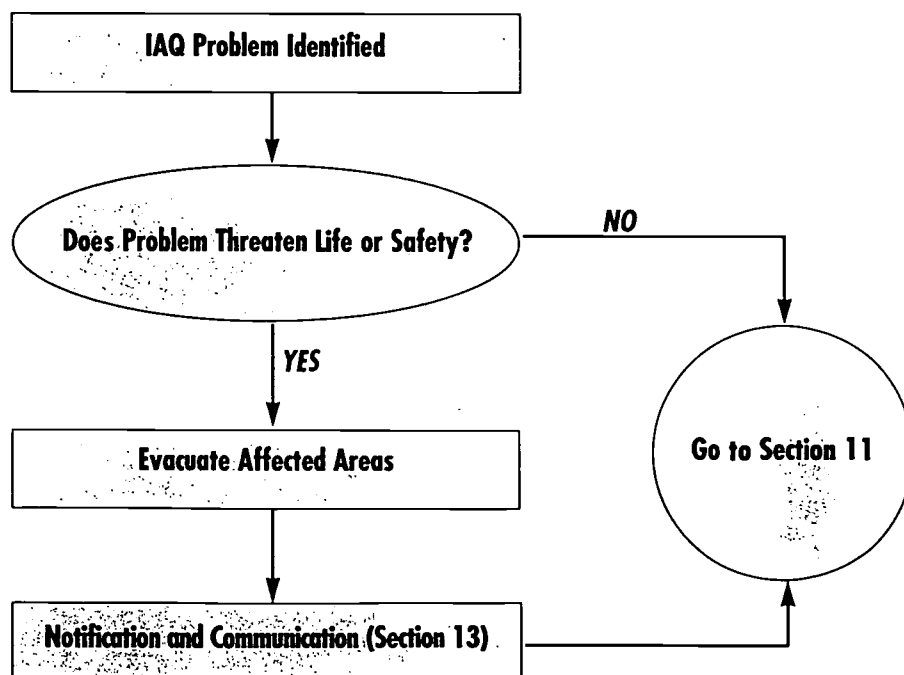 IAQ Problem Identified
Does Problem Threaten Life or Safety?
NO
YES
Evacuate Affected Areas
Go to Section 11
Notification and Communication (Section 13)